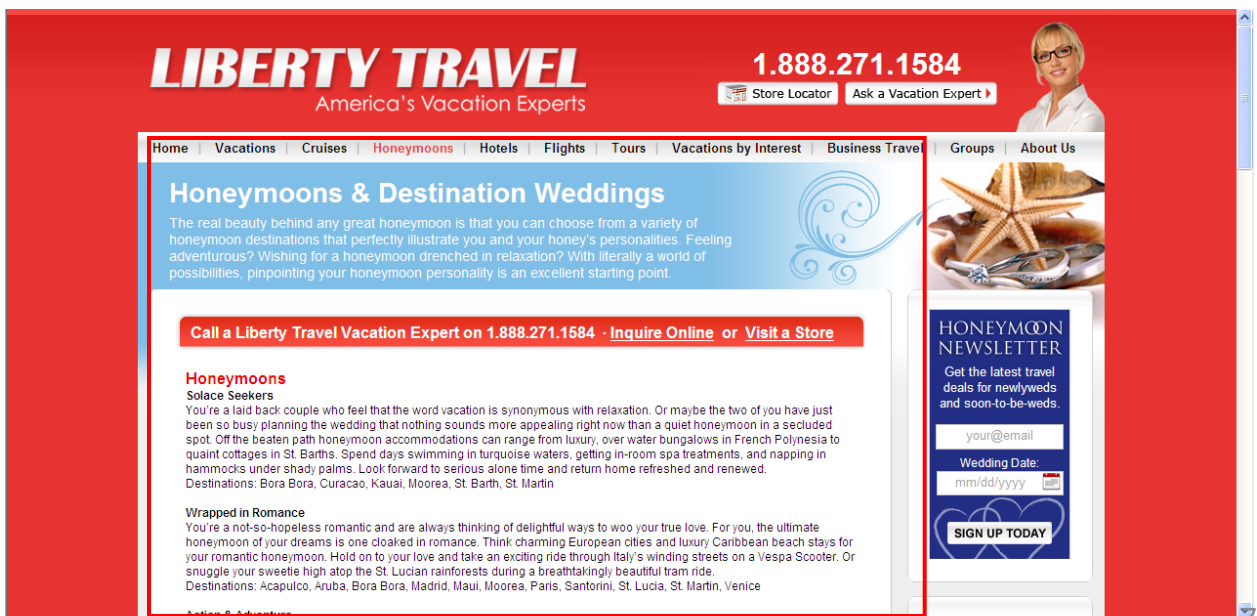 LIBERTY TRAVEL
America's Vacation Experts
1.888.271.1584
Store Locator
Ask a Vacation Expert
Home | Vacations | Cruises | Honeymoons | Hotels | Flights | Tours | Vacations by Interest | Business Travel | Groups | About Us
Honeymoons & Destination Weddings
The real beauty behind any great honeymoon is that you can choose from a variety of
honeymoon destinations that perfectly illustrate you and your honey's personalities. Feeling
adventurous? Wishing for a honeymoon drenched in relaxation? With literally a world of
possibilities, pinpointing your honeymoon personality is an excellent starting point.
Call a Liberty Travel Vacation Expert on 1.888.271.1584 · Inquire Online or Visit a Store
Honeymoons
Solace Seekers
You're a laid back couple who feel that the word vacation is synonymous with relaxation. Or maybe the two of you have just
been so busy planning the wedding that nothing sounds more appealing right now than a quiet honeymoon in a secluded
spot. Off the beaten path honeymoon accommodations can range from luxury, over water bungalows in French Polynesia to
quaint cottages in St. Barths. Spend days swimming in turquoise waters, getting in-room spa treatments, and napping in
hammocks under shady palms. Look forward to serious alone time and return home refreshed and renewed.
Destinations: Bora Bora, Curacao, Kauai, Moorea, St. Barth, St. Martin
Wrapped in Romance
You're a not-so-hopeless romantic and are always thinking of delightful ways to woo your true love. For you, the ultimate
honeymoon of your dreams is one cloaked in romance. Think charming European cities and luxury Caribbean beach stays for
your romantic honeymoon. Hold on to your love and take an exciting ride through Italy's winding streets on a Vespa Scooter. Or
snuggle your sweetie high atop the St. Lucian rainforests during a breathtakingly beautiful tram ride.
Destinations: Acapulco, Aruba, Bora Bora, Madrid, Maui, Moorea, Paris, Santorini, St. Lucia, St. Martin, Venice
Action & Adventure
HONEYMOON
NEWSLETTER
Get the latest travel
deals for newlyweds
and soon-to-be-weds.
your@email
Wedding Date:
mm/dd/yyyy
SIGN UP TODAY